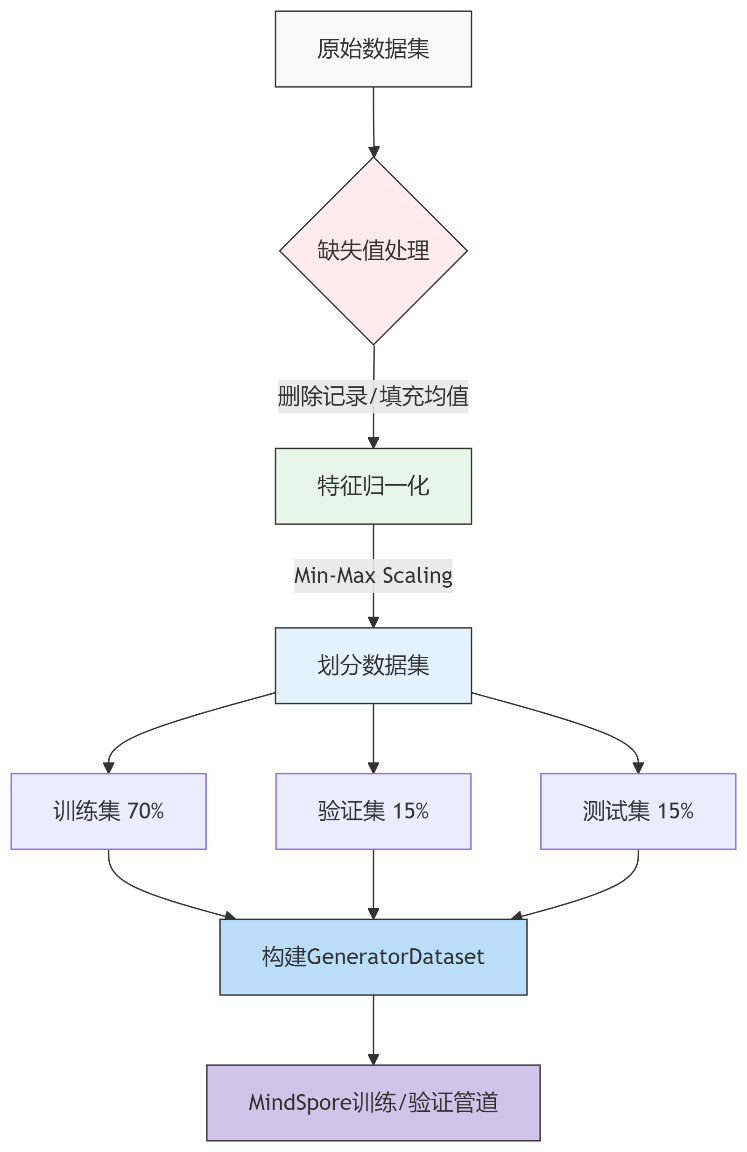 原始数据集
缺失值处理
删除记录/填充均值
特征归一化
Min-Max Scaling
划分数据集
训练集 70%
验证集 15%
测试集 15%
构建GeneratorDataset
MindSpore训练/验证管道